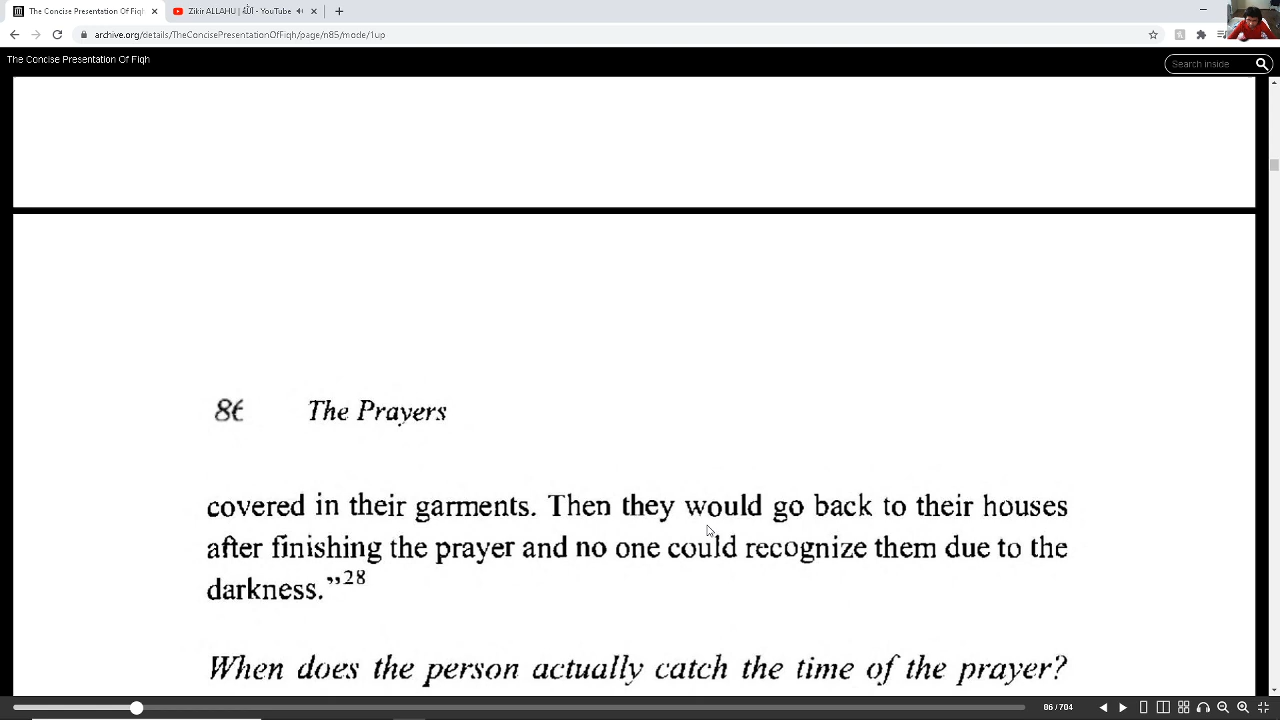 The Concise Presentation Of Fiqh
Zikir ALLAHU | الله - YouTube
archive.org/details/TheConcisePresentationOfFiqh/page/n95/mode/1up
The Concise Presentation Of Fiqh
Search inside
86 The Prayers
covered in their garments. Then they would go back to their houses
after finishing the prayer and no one could recognize them due to the
darkness.”28
When does the person actually catch the time of the prayer?
86 / 704